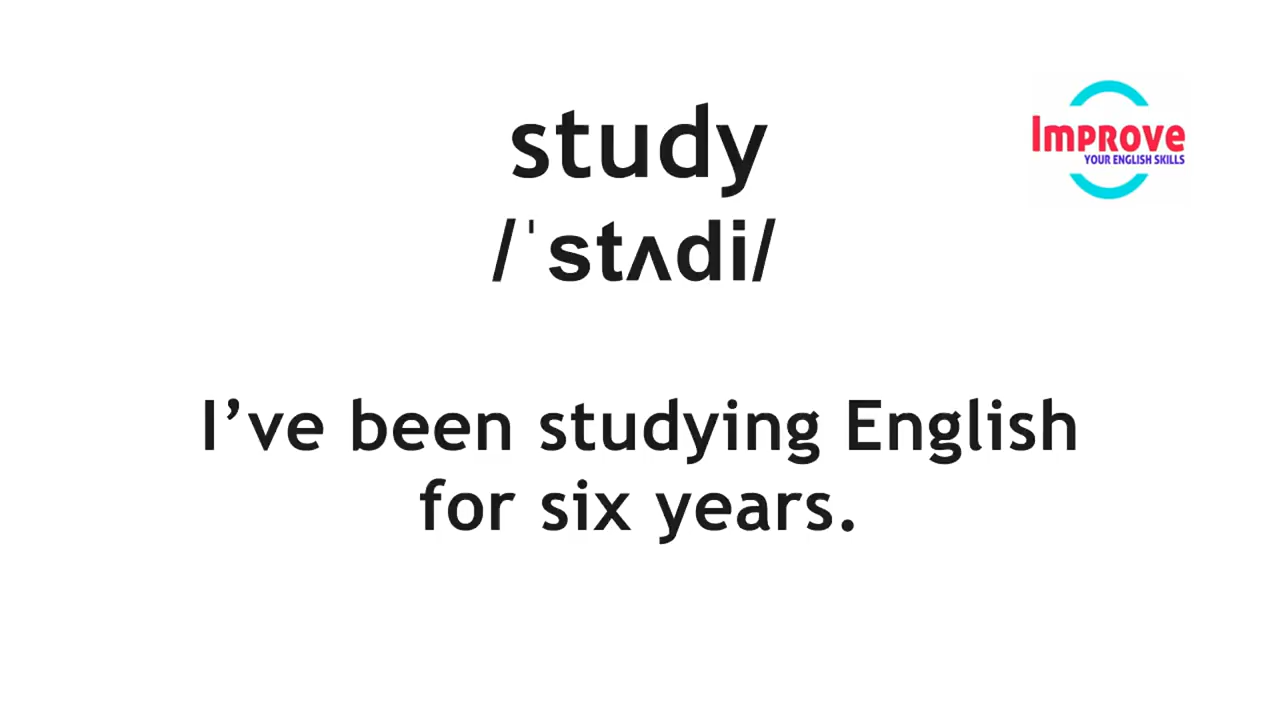 study
/ˈstʌdi/
Improve
YOUR ENGLISH SKILLS
I’ve been studying English
for six years.